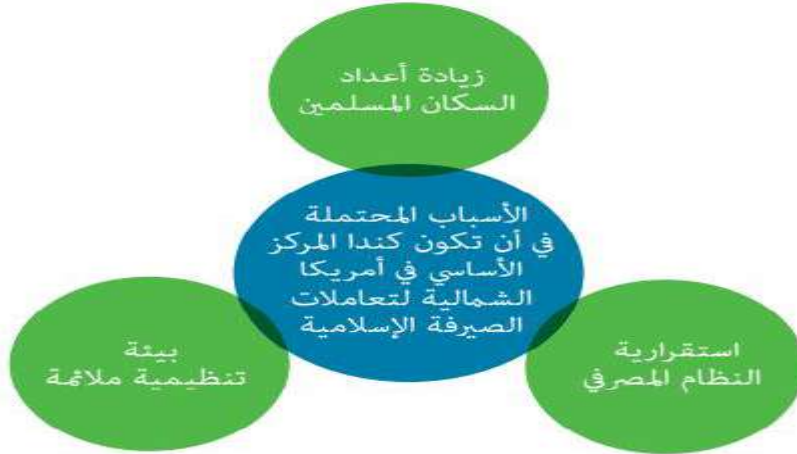 زيادة أعداد
السكان المسلمين
الأسباب المحتملة
في أن تكون كندا المركز
الأساسي في أمريكا
الشمالية لتعاملات
الصيرفة الإسلامية
استقرارية
النظام المصرفي
بيئة
تنظيمية ملائمة